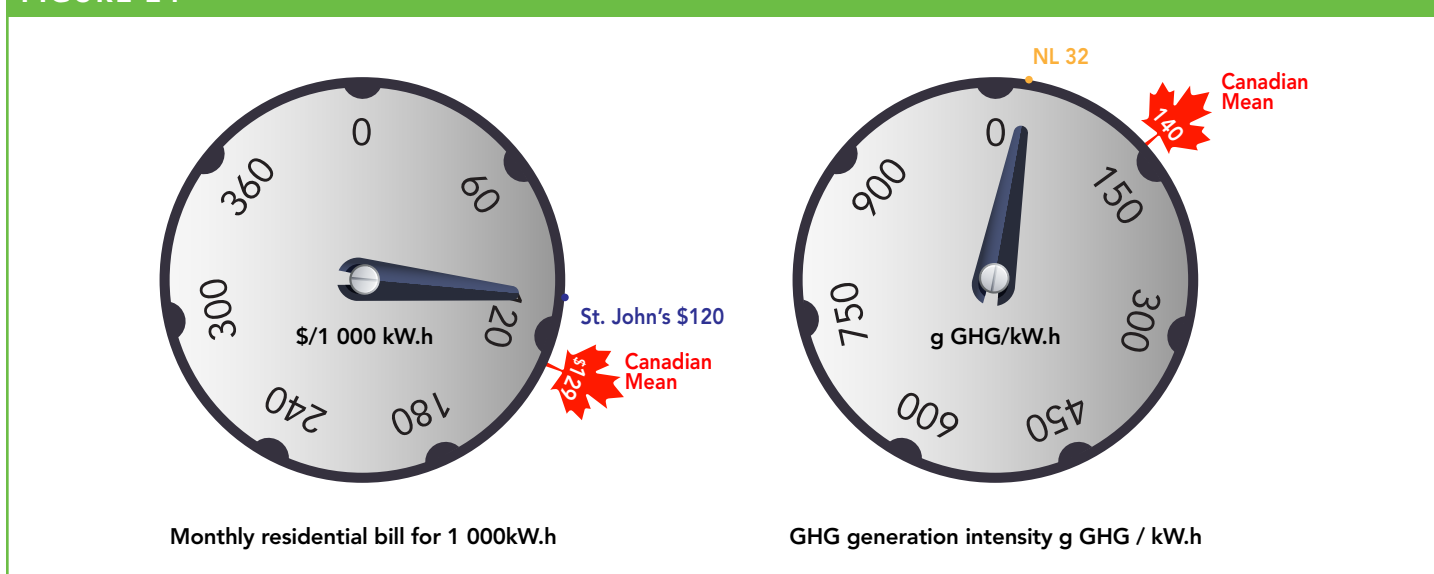 0
60
120
180
240
300
360
$/1 000 kW.h
St. John's $120
$129
Canadian
Mean
Monthly residential bill for 1 000kW.h
NL 32
0
150
300
450
600
750
900
g GHG/kW.h
140
Canadian
Mean
GHG generation intensity g GHG / kW.h